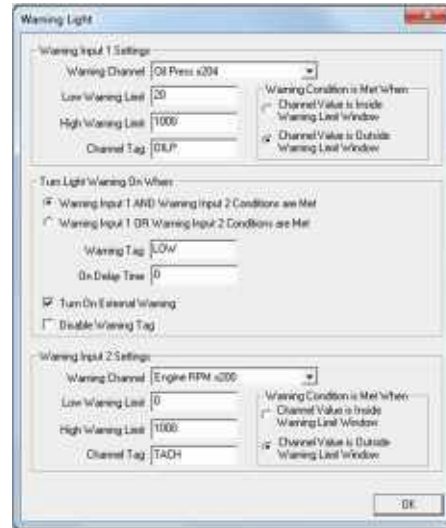 Warning Light
Warning Input 1 Settings
Warning Channel Oil Press x204
Low Warning Limit 20
High Warning Limit 1000
Channel Tag OILP
Warning Condition is Met When
Channel Value is Inside
Warning Limit Window
Channel Value is Outside
Warning Limit Window
Turn Light Warning On When
Warning Input 1 AND Warning Input 2 Conditions are Met
Warning Input 1 OR Warning Input 2 Conditions are Met
Warning Tag LOW
On Delay Time 0
Turn On External Warning
Disable Warning Tag
Warning Input 2 Settings
Warning Channel Engine RPM x200
Low Warning Limit 0
High Warning Limit 1000
Channel Tag TACH
Warning Condition is Met When
Channel Value is Inside
Warning Limit Window
Channel Value is Outside
Warning Limit Window
OK